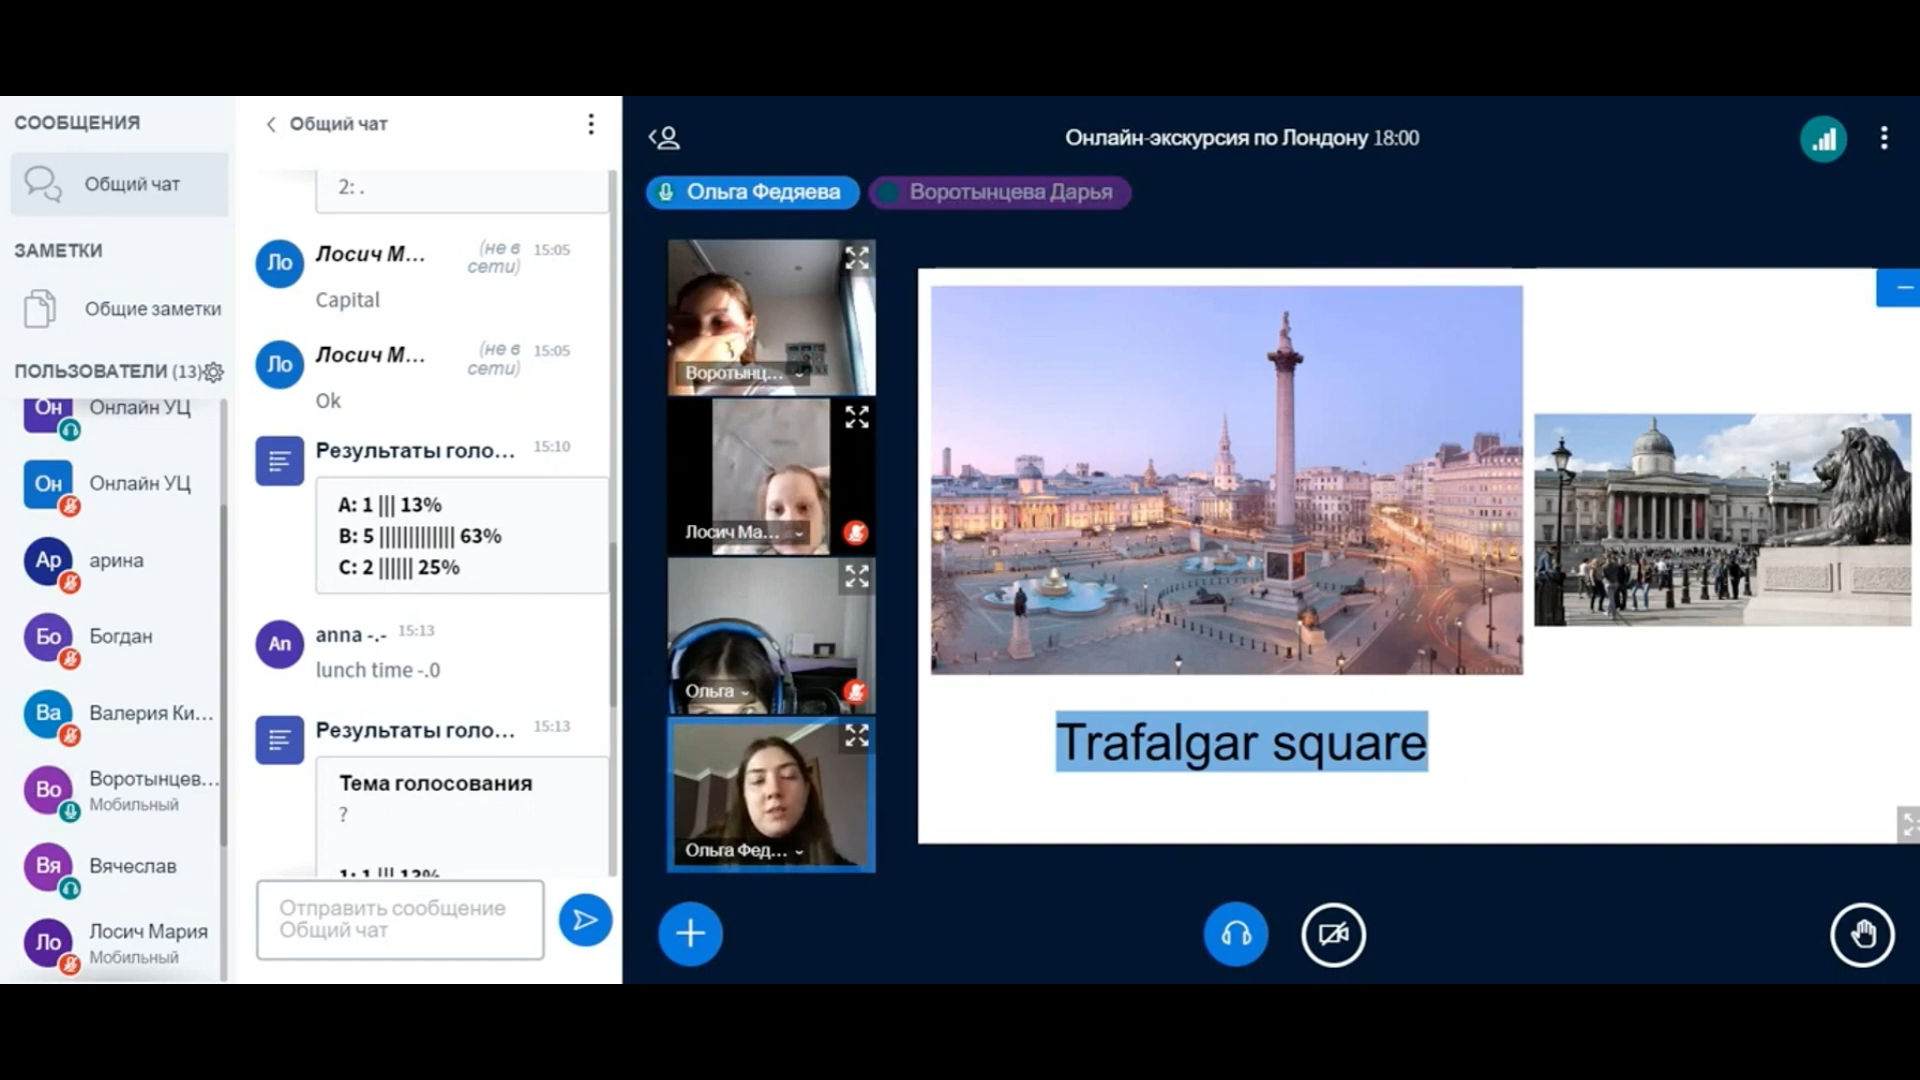 СООБЩЕНИЯ
Общий чат
ЗАМЕТКИ
Общие заметки
ПОЛЬЗОВАТЕЛИ (13)
Он
Онлайн УЦ
Он
Онлайн УЦ
Ар
арина
Бо
Богдан
Ва
Валерия Ки...
Во
Воротынцев...
Мобильный
Вя
Вячеслав
Ло
Лосич Мария
Мобильный
Общий чат
2: .
Ло
Лосич М...
(не в сети)
15:05
Capital
Ло
Лосич М...
(не в сети)
15:05
Ok
Результаты голо...
15:10
A: 1 ||| 13%
B: 5 ||||||||||||| 63%
C: 2 |||||| 25%
An
anna -.-
15:13
lunch time -.0
Результаты голо...
15:13
Тема голосования
?
1: 1 ||| 13%
Отправить сообщение
Общий чат
Онлайн-экскурсия по Лондону 18:00
Ольга Федяева
Воротынцева Дарья
Воротынц...
Лосич Ма...
Ольга
Ольга Фед...
Trafalgar square